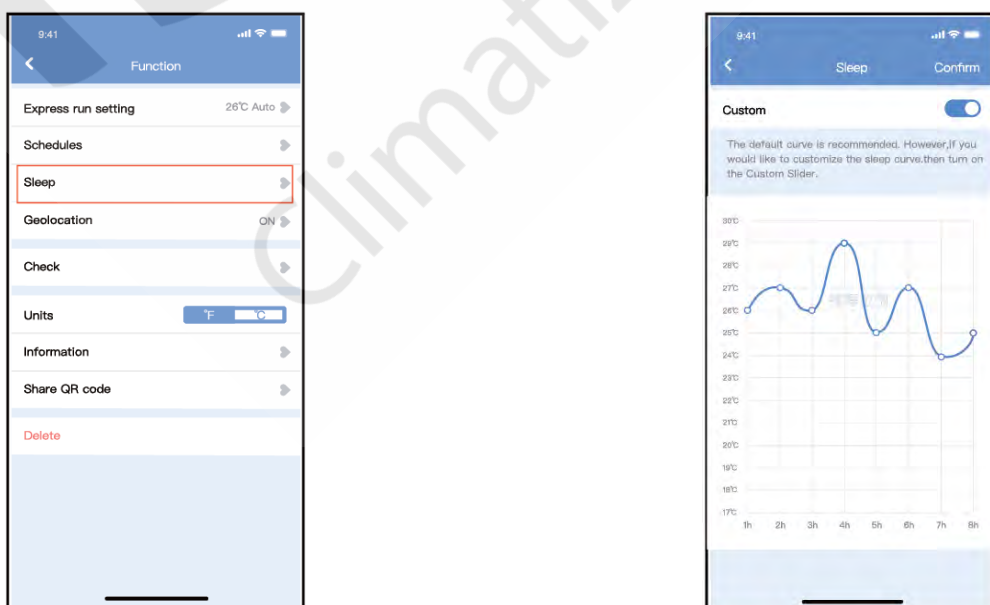 9:41
Function
Express run setting 26℃ Auto
Schedules
Sleep
Geolocation ON
Check
Units ℉ ℃
Information
Share QR code
Delete
Climati
9:41
Sleep Confirm
Custom
The default curve is recommended. However,If you
would like to customize the sleep curve.then turn on
the Custom Slider.
30℃
29℃
28℃
27℃
26℃
25℃
24℃
23℃
22℃
21℃
20℃
19℃
18℃
17℃
1h 2h 3h 4h 5h 6h 7h 8h